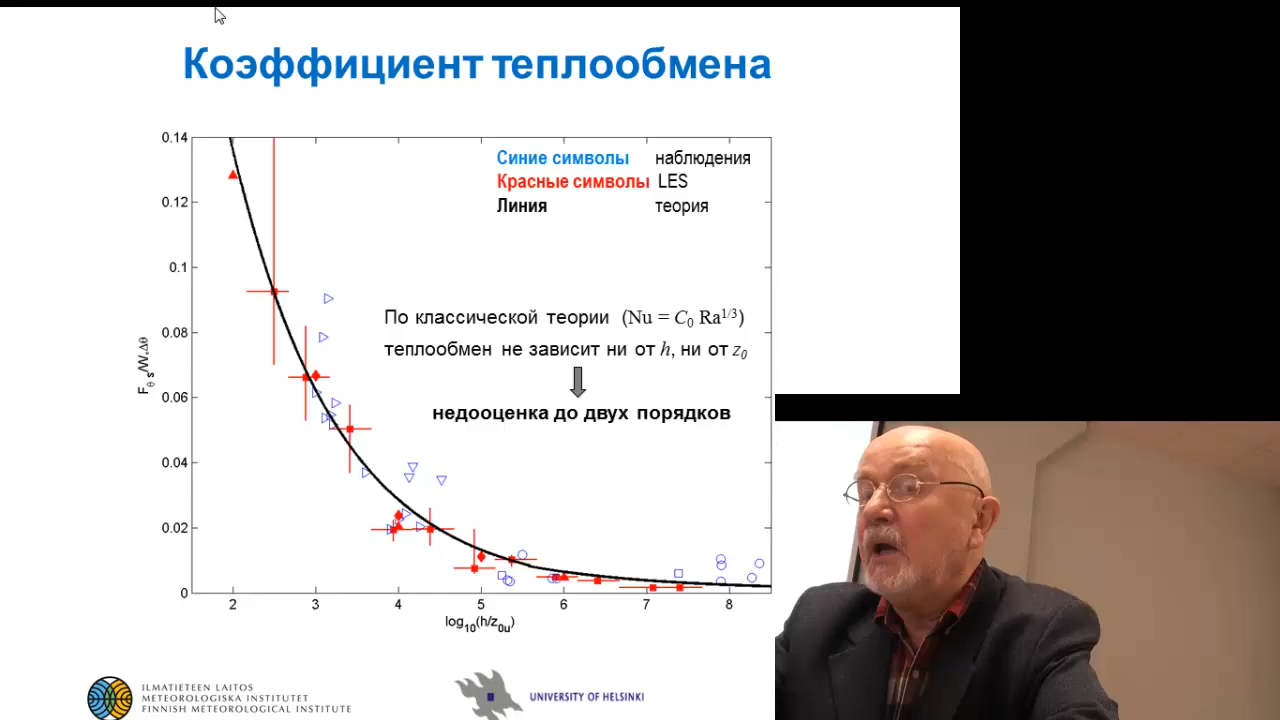 Коэффициент теплообмена
0.14
0.12
0.1
0.08
0.06
0.04
0.02
0
F θ s/W*Δθ
Синие символы наблюдения
Красные символы LES
Линия теория
По классической теории (Nu = C0 Ra1/3)
теплообмен не зависит ни от h, ни от z0
недооценка до двух порядков
2 3 4 5 6 7 8
log10(h/z0u)
ILMATIETEEN LAITOS
METEOROLOGISKA INSTITUTET
FINNISH METEOROLOGICAL INSTITUTE
UNIVERSITY OF HELSINKI